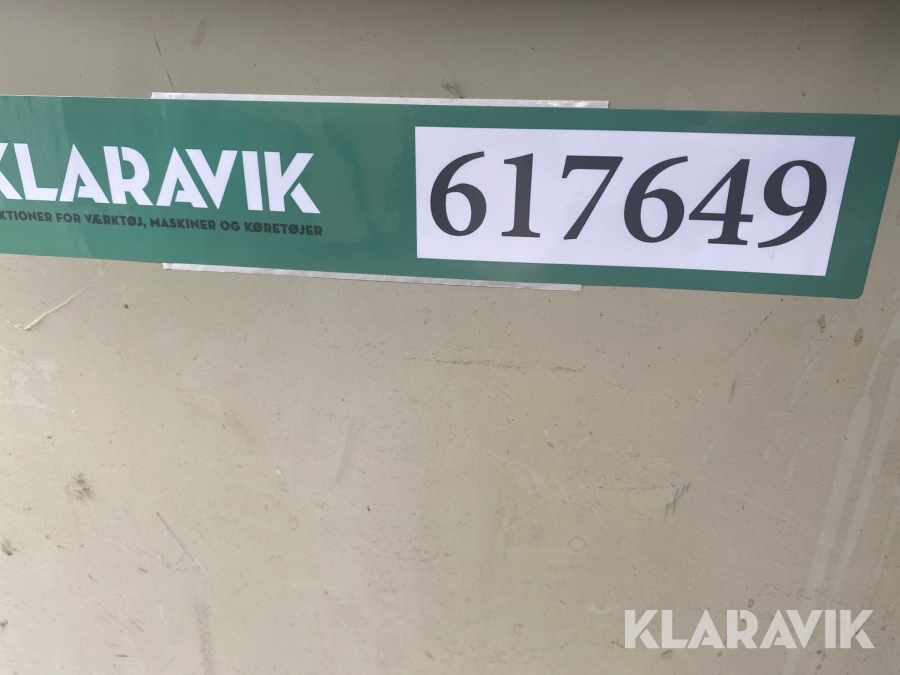 KLARAVIK
KTIONER FOR VÆRKTØJ, MASKINER OG KØRETØJER
617649
KLARAVIK